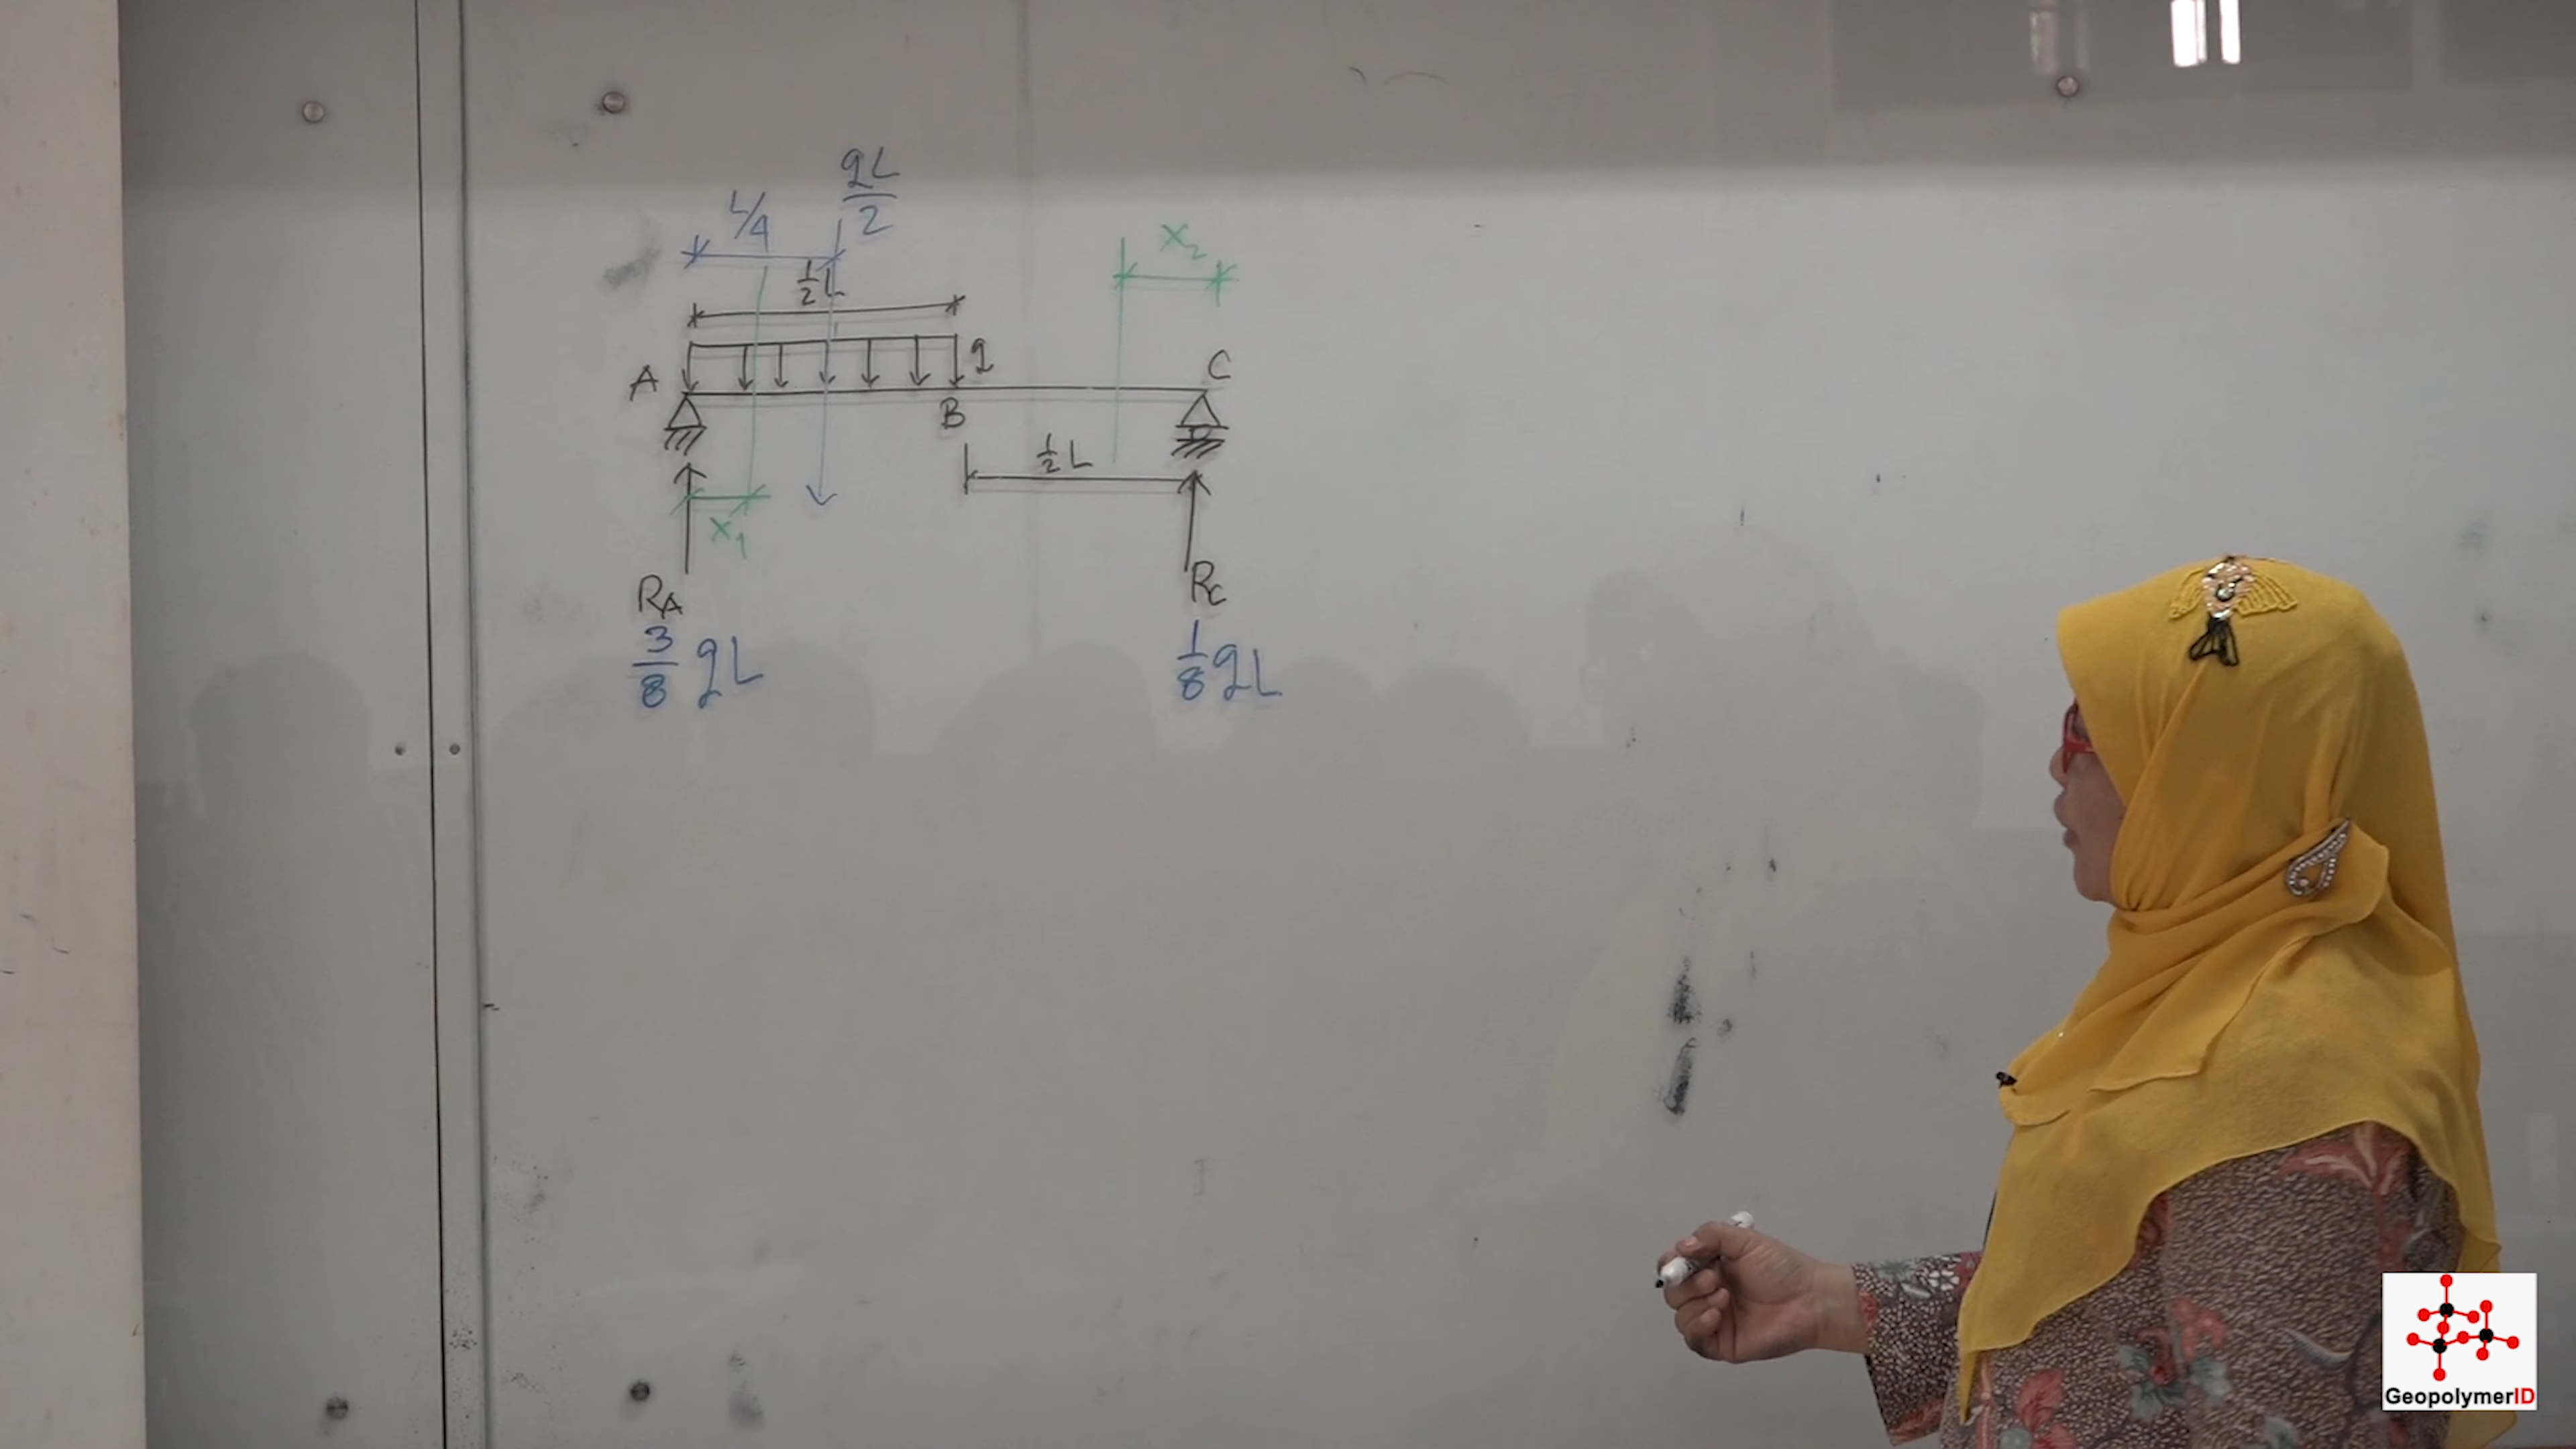 qL
2
L/4
X2
1/2 L
q
A
C
B
1/2 L
X1
RA
RC
3/8 qL
1/8 qL
GeopolymerID